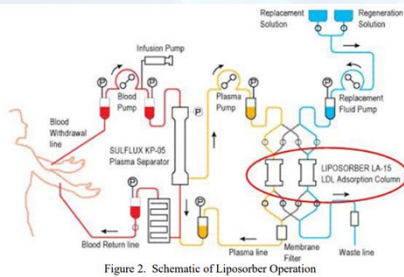 Replacement
Solution
Regeneration
Solution
Infusion Pump
P
P
P
P
Blood
Pump
Plasma
Pump
Replacement
Fluid Pump
P
Blood
Withdrawal
line
SULFLUX KP-05
Plasma Separator
LIPOSORBER LA-15
LDL Adsorption Column
P
P
Blood Return line
Plasma line
Membrane
Filter
Waste line
Figure 2. Schematic of Liposorber Operation